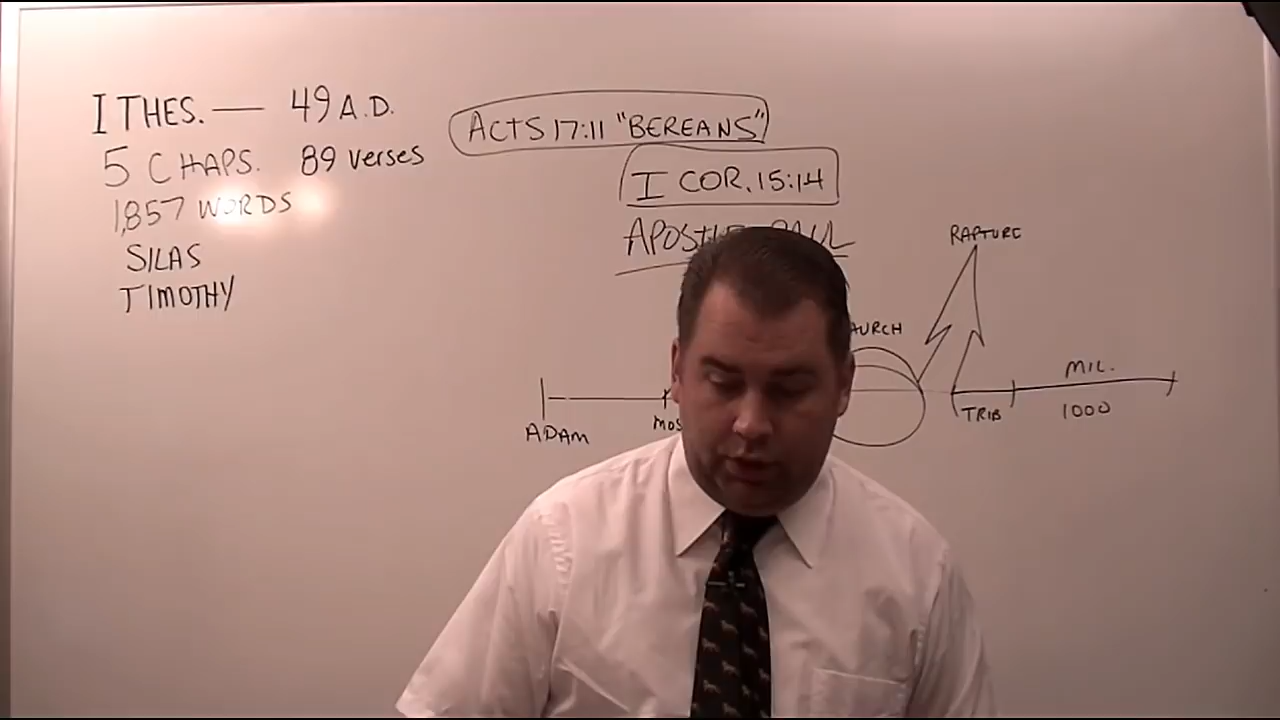 I THES. — 49 A.D.
5 CHAPS. 89 verses
1,857 WORDS
SILAS
TIMOTHY
ACTS 17:11 "BEREANS"
I COR. 15:14
RAPTURE
MIL.
ADAM
TRIB
1000